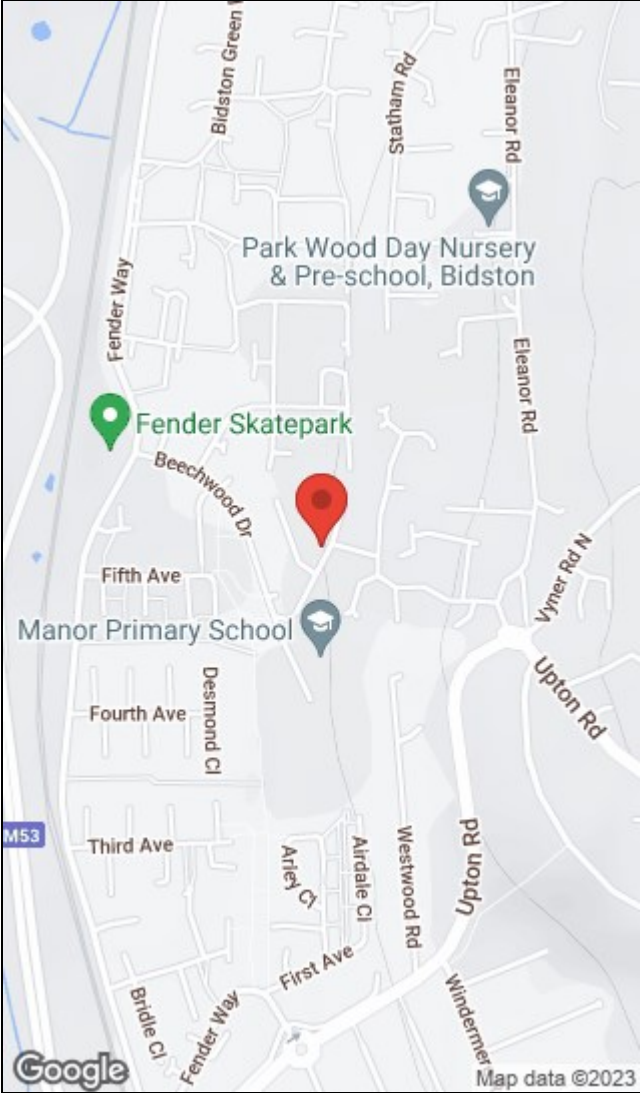 Bidston Green
Statham Rd
Eleanor Rd
Park Wood Day Nursery
& Pre-school, Bidston
Fender Way
Eleanor Rd
Fender Skatepark
Beechwood Dr
Fifth Ave
Vyner Rd N
Manor Primary School
Upton Rd
Desmond Cl
Fourth Ave
M53
Third Ave
Arley Cl
Airdale Cl
Westwood Rd
Upton Rd
First Ave
Bridle Cl
Fender Way
Windermer
Google
Map data ©2023